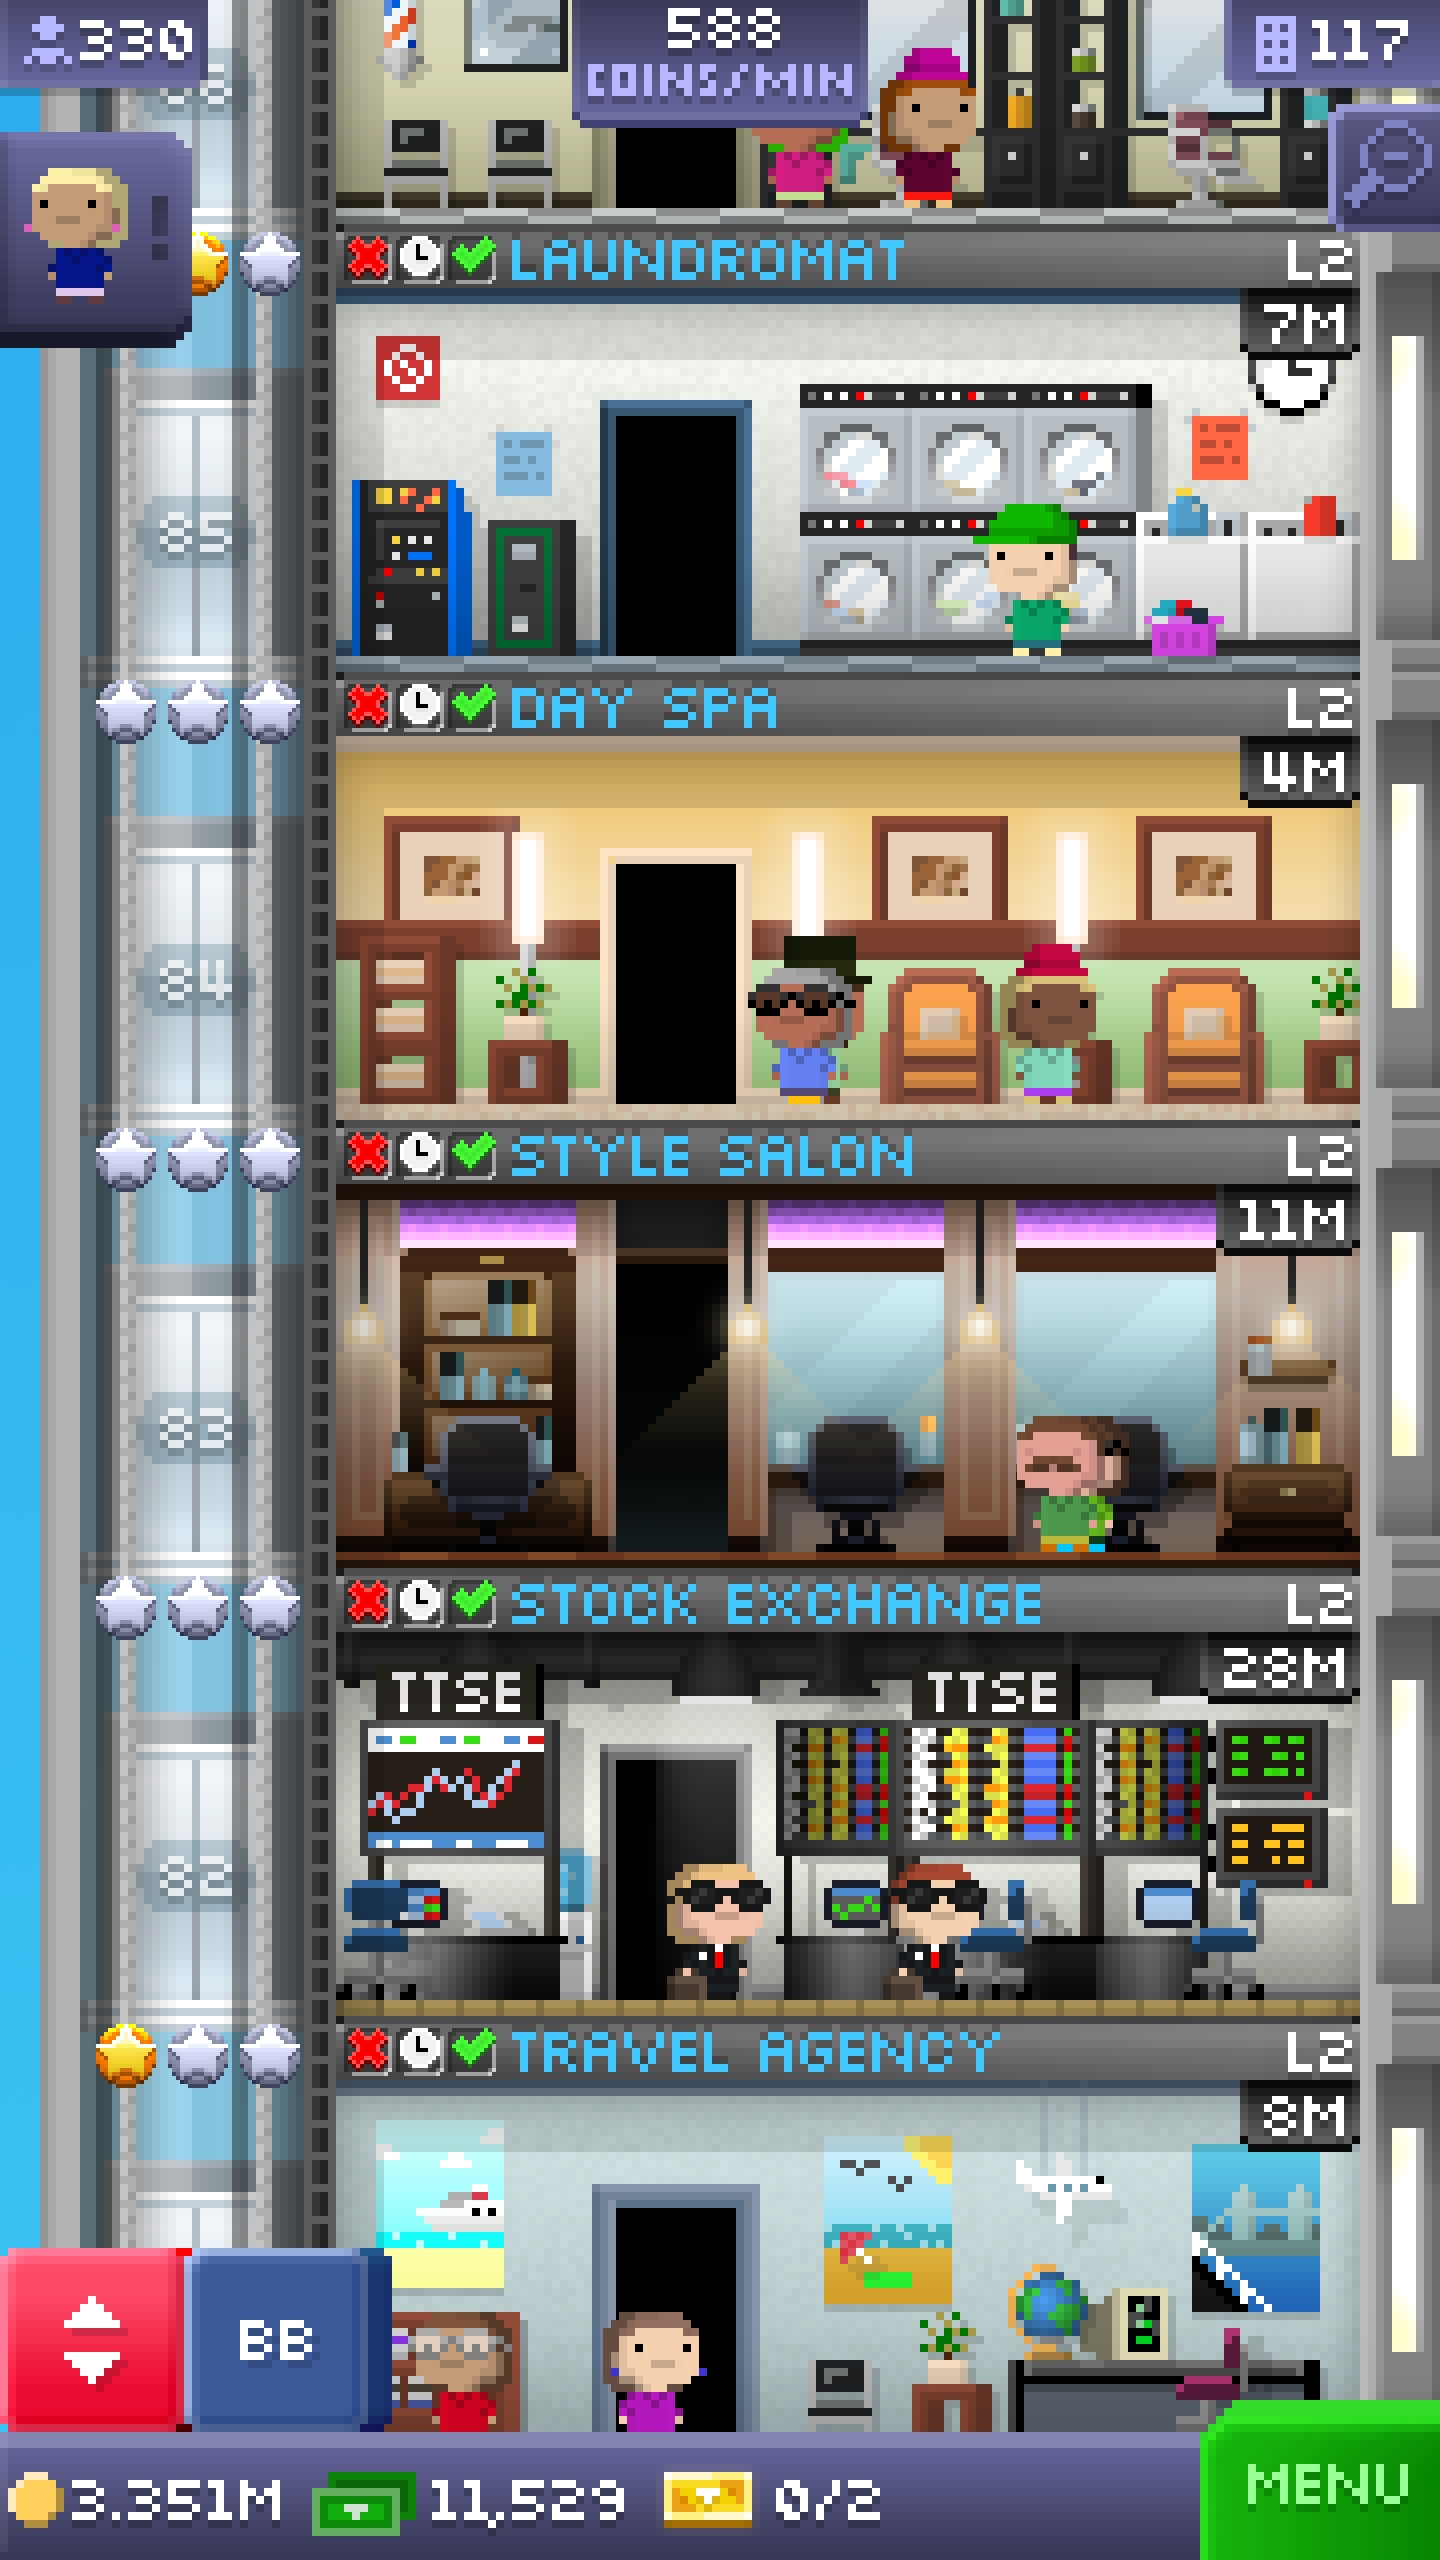 330
588
COINS/MIN
117
!
LAUNDROMAT
L2
7M
85
DAY SPA
L2
4M
84
STYLE SALON
L2
11M
83
STOCK EXCHANGE
L2
28M
TTSE
TTSE
82
TRAVEL AGENCY
L2
8M
BB
3.351M
11,529
0/2
MENU